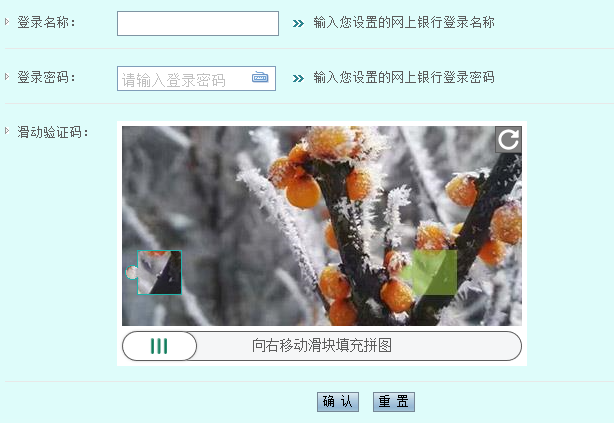 登录名称：
输入您设置的网上银行登录名称
登录密码：
请输入登录密码
输入您设置的网上银行登录密码
滑动验证码：
向右移动滑块填充拼图
确 认
重 置